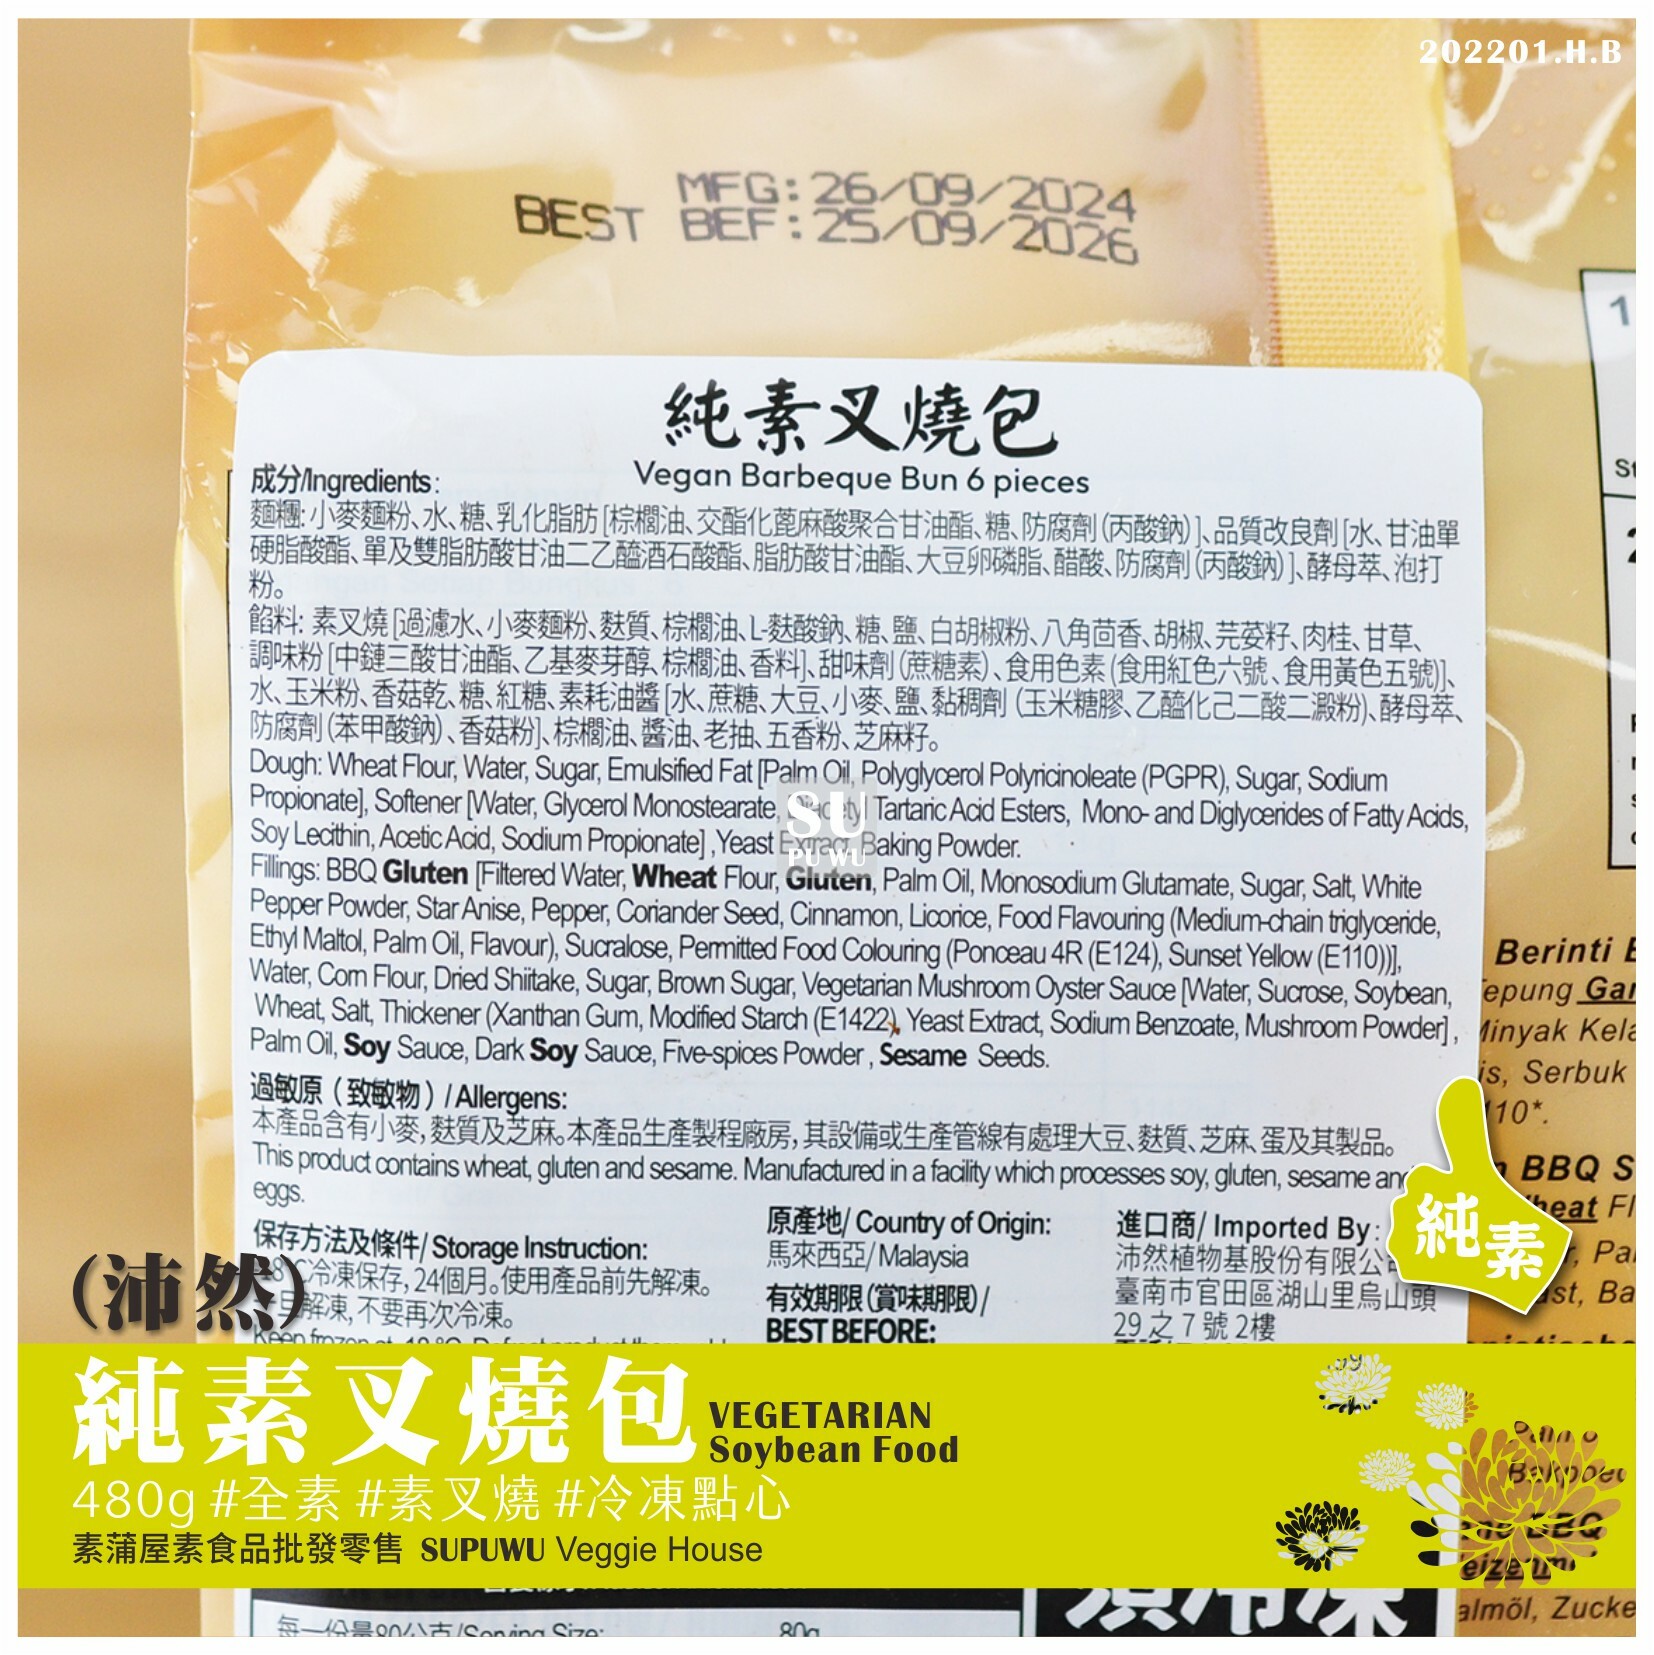 202201.H.B
MFG: 26/09/2024
BEST BEF: 25/09/2026
純素叉燒包
Vegan Barbeque Bun 6 pieces
成分/Ingredients:
麵糰: 小麥麵粉、水、糖、乳化脂肪 [棕櫚油、交酯化蓖麻酸聚合甘油酯、糖、防腐劑 (丙酸鈉) ]、品質改良劑 [水、甘油單
硬脂酸酯、單及雙脂肪酸甘油二乙醯酒石酸酯、脂肪酸甘油酯、大豆卵磷脂、醋酸、防腐劑 (丙酸鈉) ]、酵母萃、泡打
粉。
餡料: 素叉燒 [過濾水、小麥麵粉、麩質、棕櫚油、L-麩酸鈉、糖、鹽、白胡椒粉、八角茴香、胡椒、芫荽籽、肉桂、甘草、
調味粉 [中鏈三酸甘油酯、乙基麥芽醇、棕櫚油、香料]、甜味劑 (蔗糖素) 、食用色素 (食用紅色六號、食用黃色五號)]、
水、玉米粉、香菇乾、糖、紅糖、素耗油醬 [水、蔗糖、大豆、小麥、鹽、黏稠劑 (玉米糖膠、乙醯化己二酸二澱粉)、酵母萃、
防腐劑 (苯甲酸鈉) 、香菇粉]、棕櫚油、醬油、老抽、五香粉、芝麻籽。
Dough: Wheat Flour, Water, Sugar, Emulsified Fat [Palm Oil, Polyglycerol Polyricinoleate (PGPR), Sugar, Sodium
Propionate], Softener [Water, Glycerol Monostearate, Diacetyl Tartaric Acid Esters, Mono- and Diglycerides of Fatty Acids,
Soy Lecithin, Acetic Acid, Sodium Propionate] ,Yeast Extract, Baking Powder.
SU
PU WU
Fillings: BBQ Gluten [Filtered Water, Wheat Flour, Gluten, Palm Oil, Monosodium Glutamate, Sugar, Salt, White
Pepper Powder, Star Anise, Pepper, Coriander Seed, Cinnamon, Licorice, Food Flavouring (Medium-chain triglyceride,
Ethyl Maltol, Palm Oil, Flavour), Sucralose, Permitted Food Colouring (Ponceau 4R (E124), Sunset Yellow (E110))],
Water, Corn Flour, Dried Shiitake, Sugar, Brown Sugar, Vegetarian Mushroom Oyster Sauce [Water, Sucrose, Soybean,
Wheat, Salt, Thickener (Xanthan Gum, Modified Starch (E1422), Yeast Extract, Sodium Benzoate, Mushroom Powder] ,
Palm Oil, Soy Sauce, Dark Soy Sauce, Five-spices Powder , Sesame Seeds.
過敏原 ( 致敏物 ) / Allergens:
本產品含有小麥, 麩質及芝麻。本產品生產製程廠房, 其設備或生產管線有處理大豆、麩質、芝麻、蛋及其製品。
This product contains wheat, gluten and sesame. Manufactured in a facility which processes soy, gluten, sesame and
eggs.
保存方法及條件/ Storage Instruction:
冷凍保存, 24個月。使用產品前先解凍。
解凍, 不要再次冷凍。
原產地/ Country of Origin:
馬來西亞/ Malaysia
有效期限 (賞味期限) /
BEST BEFORE:
進口商/ Imported By:
沛然植物基股份有限公
臺南市官田區湖山里烏山頭
29 之 7 號 2樓
Berinti
Minyak
Serbuk
BBQ
純素
(沛然)
純素叉燒包
VEGETARIAN
Soybean Food
480g #全素 #素叉燒 #冷凍點心
素蒲屋素食品批發零售 SUPUWU Veggie House
每一份量80公克/Serving Size: 80g